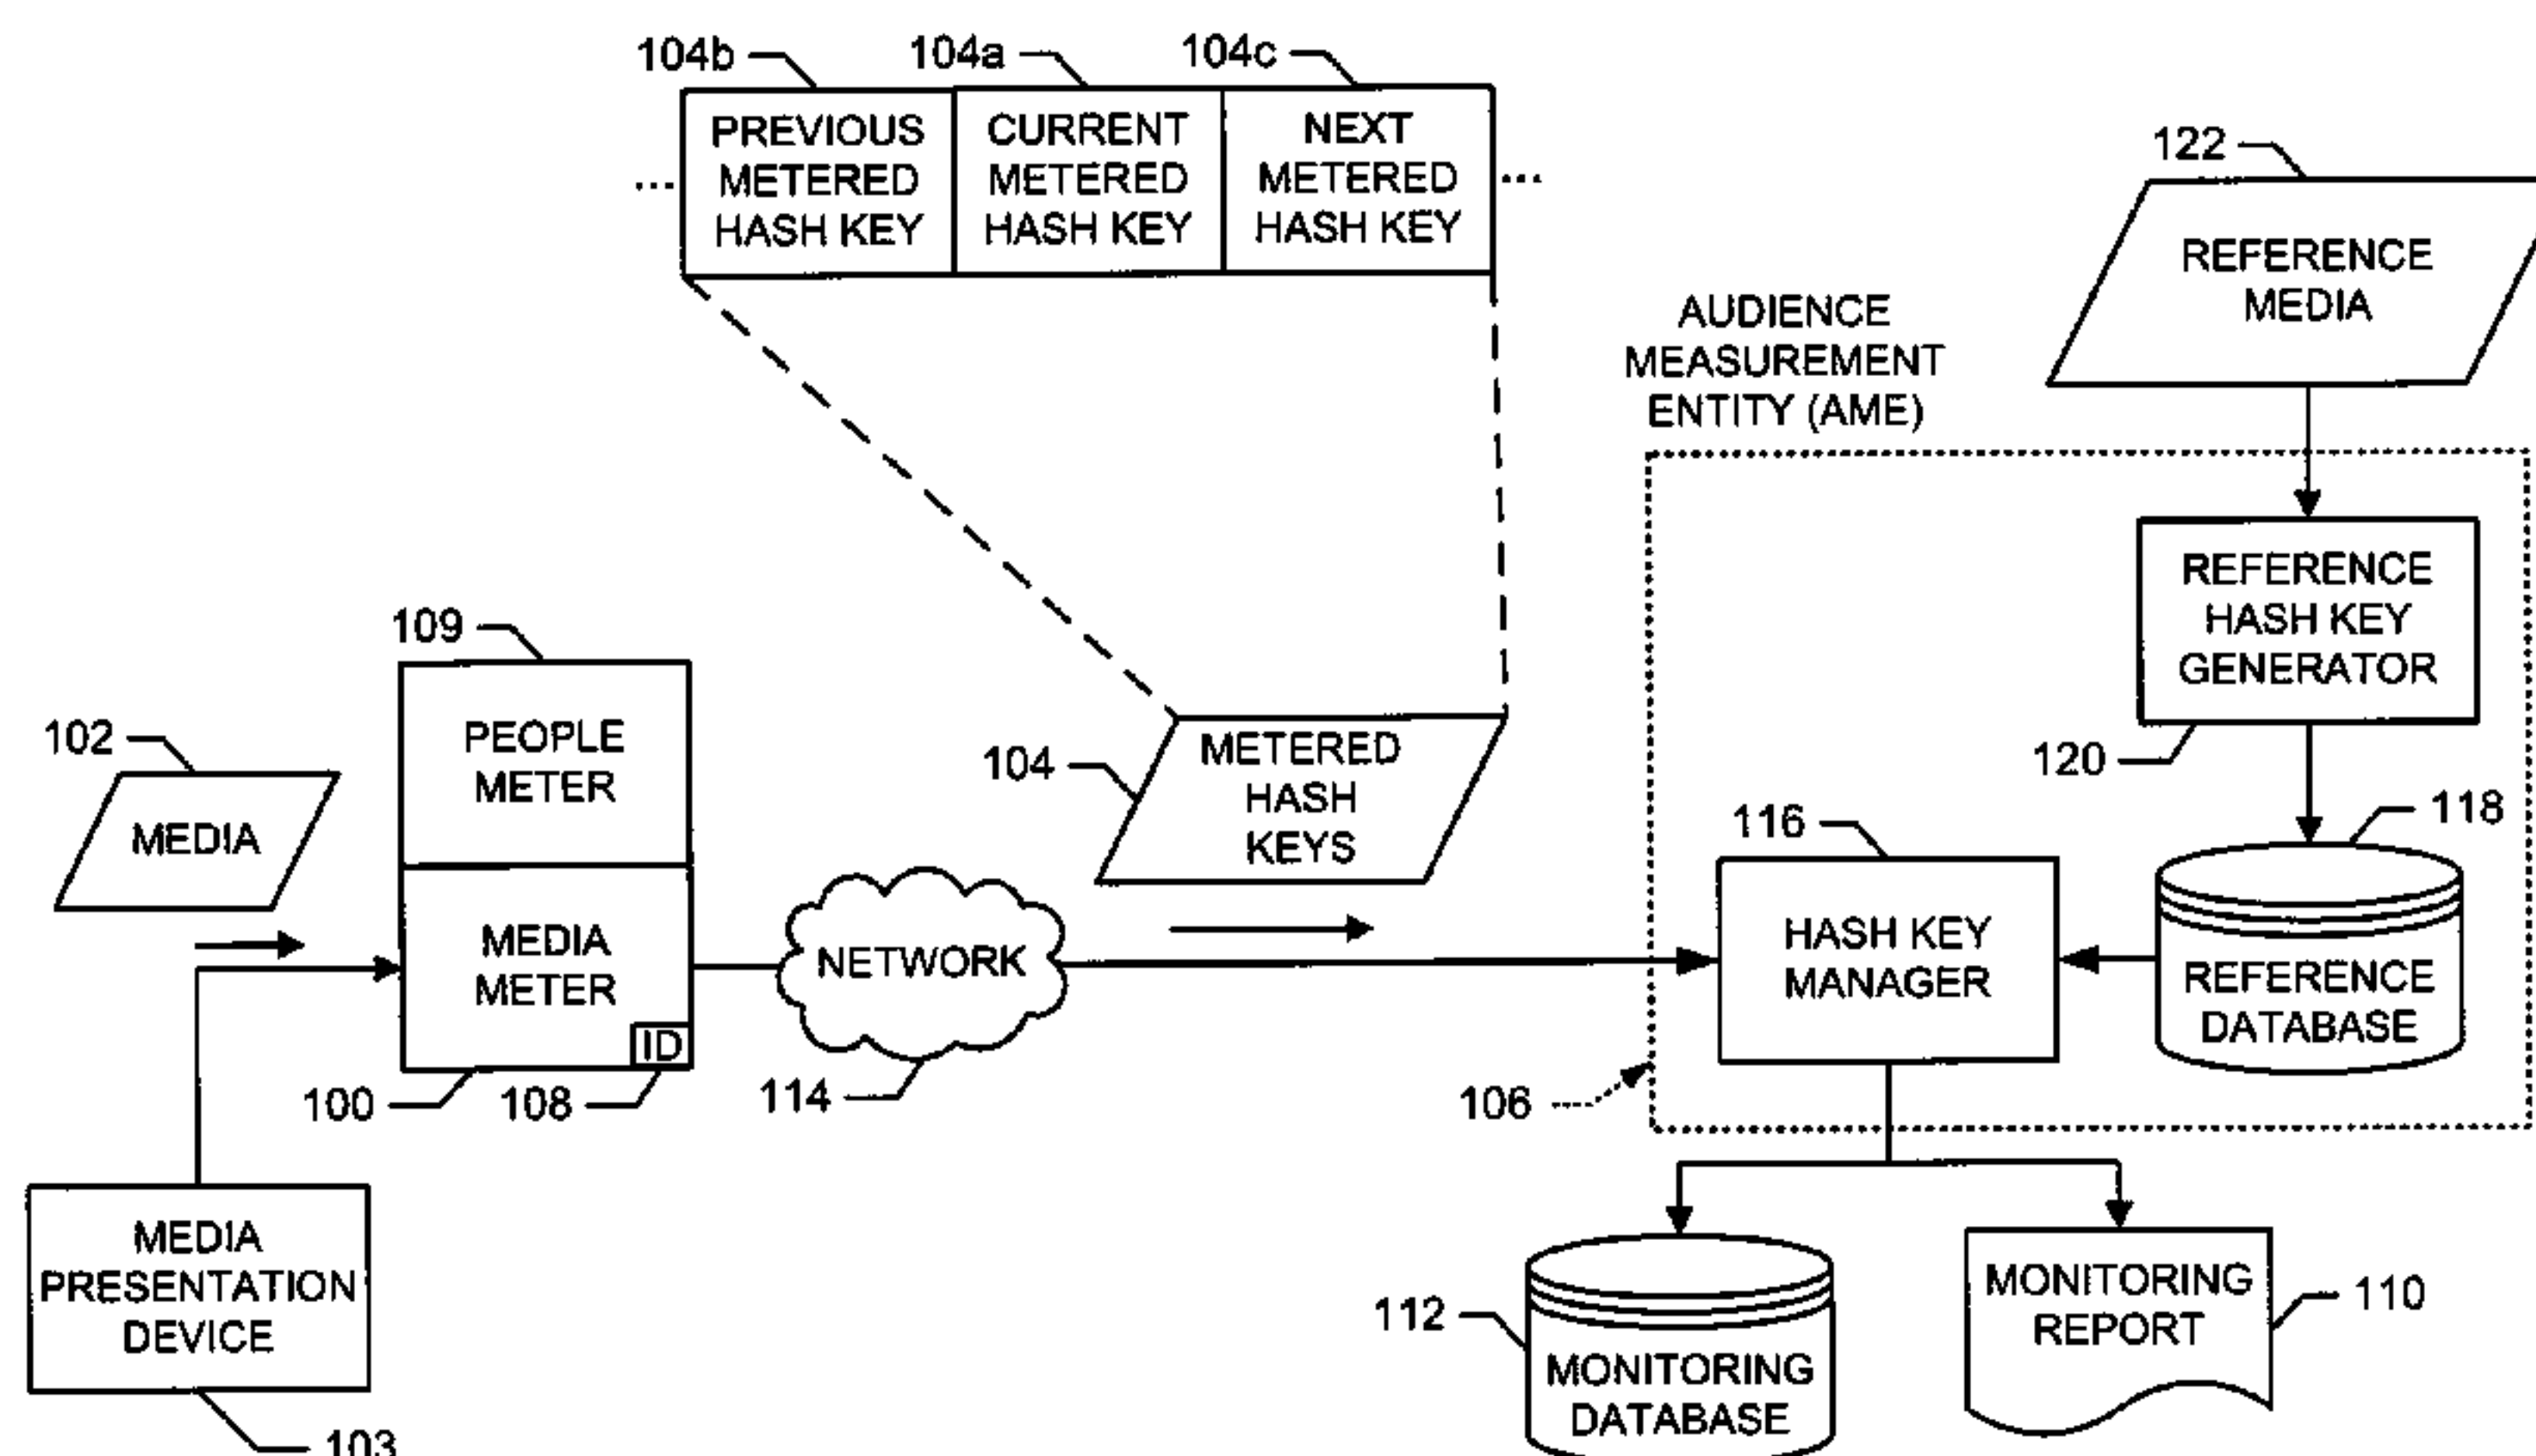 104b
104a
104c
PREVIOUS
METERED
HASH KEY
CURRENT
METERED
HASH KEY
NEXT
METERED
HASH KEY
...
...
122
REFERENCE
MEDIA
AUDIENCE
MEASUREMENT
ENTITY (AME)
REFERENCE
HASH KEY
GENERATOR
120
109
PEOPLE
METER
102
MEDIA
MEDIA
METER
ID
100
108
NETWORK
114
104
METERED
HASH
KEYS
116
HASH KEY
MANAGER
118
REFERENCE
DATABASE
106
MEDIA
PRESENTATION
DEVICE
103
112
MONITORING
DATABASE
MONITORING
REPORT
110